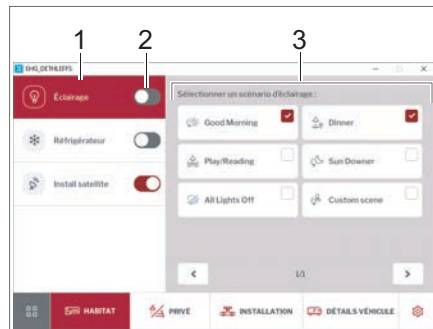 1
2
3
EHG_DETHLEFFS
Éclairage
Sélectionner un scénario d'éclairage :
Good Morning
Dinner
Réfrigérateur
Play/Reading
Sun Downer
Install satellite
All Lights Off
Custom scene
1/1
HABITAT
PRIVÉ
INSTALLATION
DÉTAILS VÉHICULE